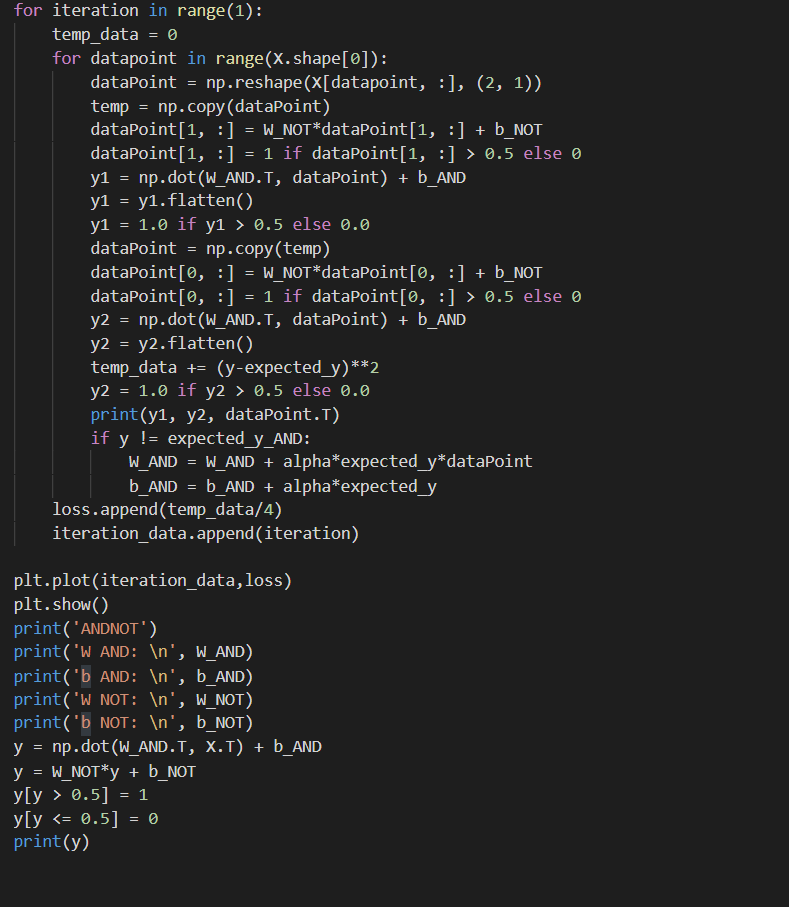 for iteration in range(1):
    temp_data = 0
    for datapoint in range(X.shape[0]):
        dataPoint = np.reshape(X[datapoint, :], (2, 1))
        temp = np.copy(dataPoint)
        dataPoint[1, :] = W_NOT*dataPoint[1, :] + b_NOT
        dataPoint[1, :] = 1 if dataPoint[1, :] > 0.5 else 0
        y1 = np.dot(W_AND.T, dataPoint) + b_AND
        y1 = y1.flatten()
        y1 = 1.0 if y1 > 0.5 else 0.0
        dataPoint = np.copy(temp)
        dataPoint[0, :] = W_NOT*dataPoint[0, :] + b_NOT
        dataPoint[0, :] = 1 if dataPoint[0, :] > 0.5 else 0
        y2 = np.dot(W_AND.T, dataPoint) + b_AND
        y2 = y2.flatten()
        temp_data += (y-expected_y)**2
        y2 = 1.0 if y2 > 0.5 else 0.0
        print(y1, y2, dataPoint.T)
        if y != expected_y_AND:
            W_AND = W_AND + alpha*expected_y*dataPoint
            b_AND = b_AND + alpha*expected_y
    loss.append(temp_data/4)
    iteration_data.append(iteration)

plt.plot(iteration_data,loss)
plt.show()
print('ANDNOT')
print('W AND: \n', W_AND)
print('b AND: \n', b_AND)
print('W NOT: \n', W_NOT)
print('b NOT: \n', b_NOT)
y = np.dot(W_AND.T, X.T) + b_AND
y = W_NOT*y + b_NOT
y[y > 0.5] = 1
y[y <= 0.5] = 0
print(y)